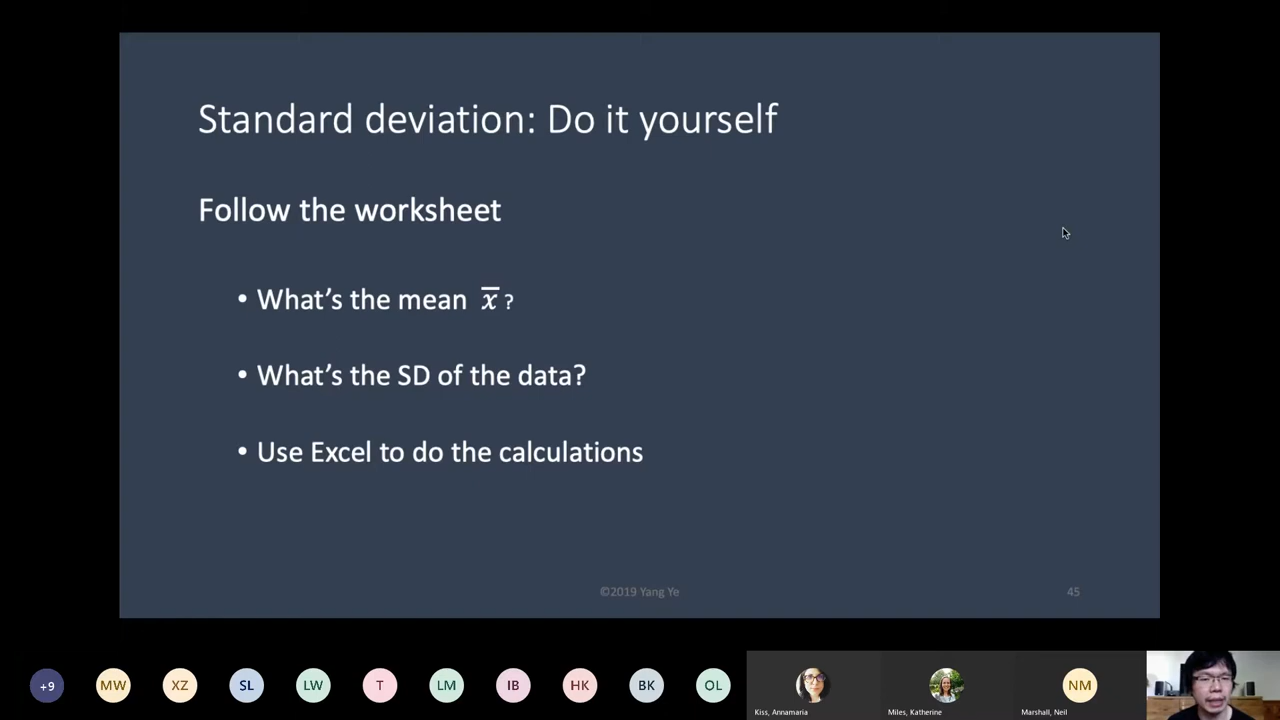 Standard deviation: Do it yourself
Follow the worksheet
• What's the mean x̅ ?
• What's the SD of the data?
• Use Excel to do the calculations
©2019 Yang Ye
45
+9
MW
XZ
SL
LW
T
LM
IB
HK
BK
OL
NM
Kiss, Annamaria
Miles, Katherine
Marshall, Neil